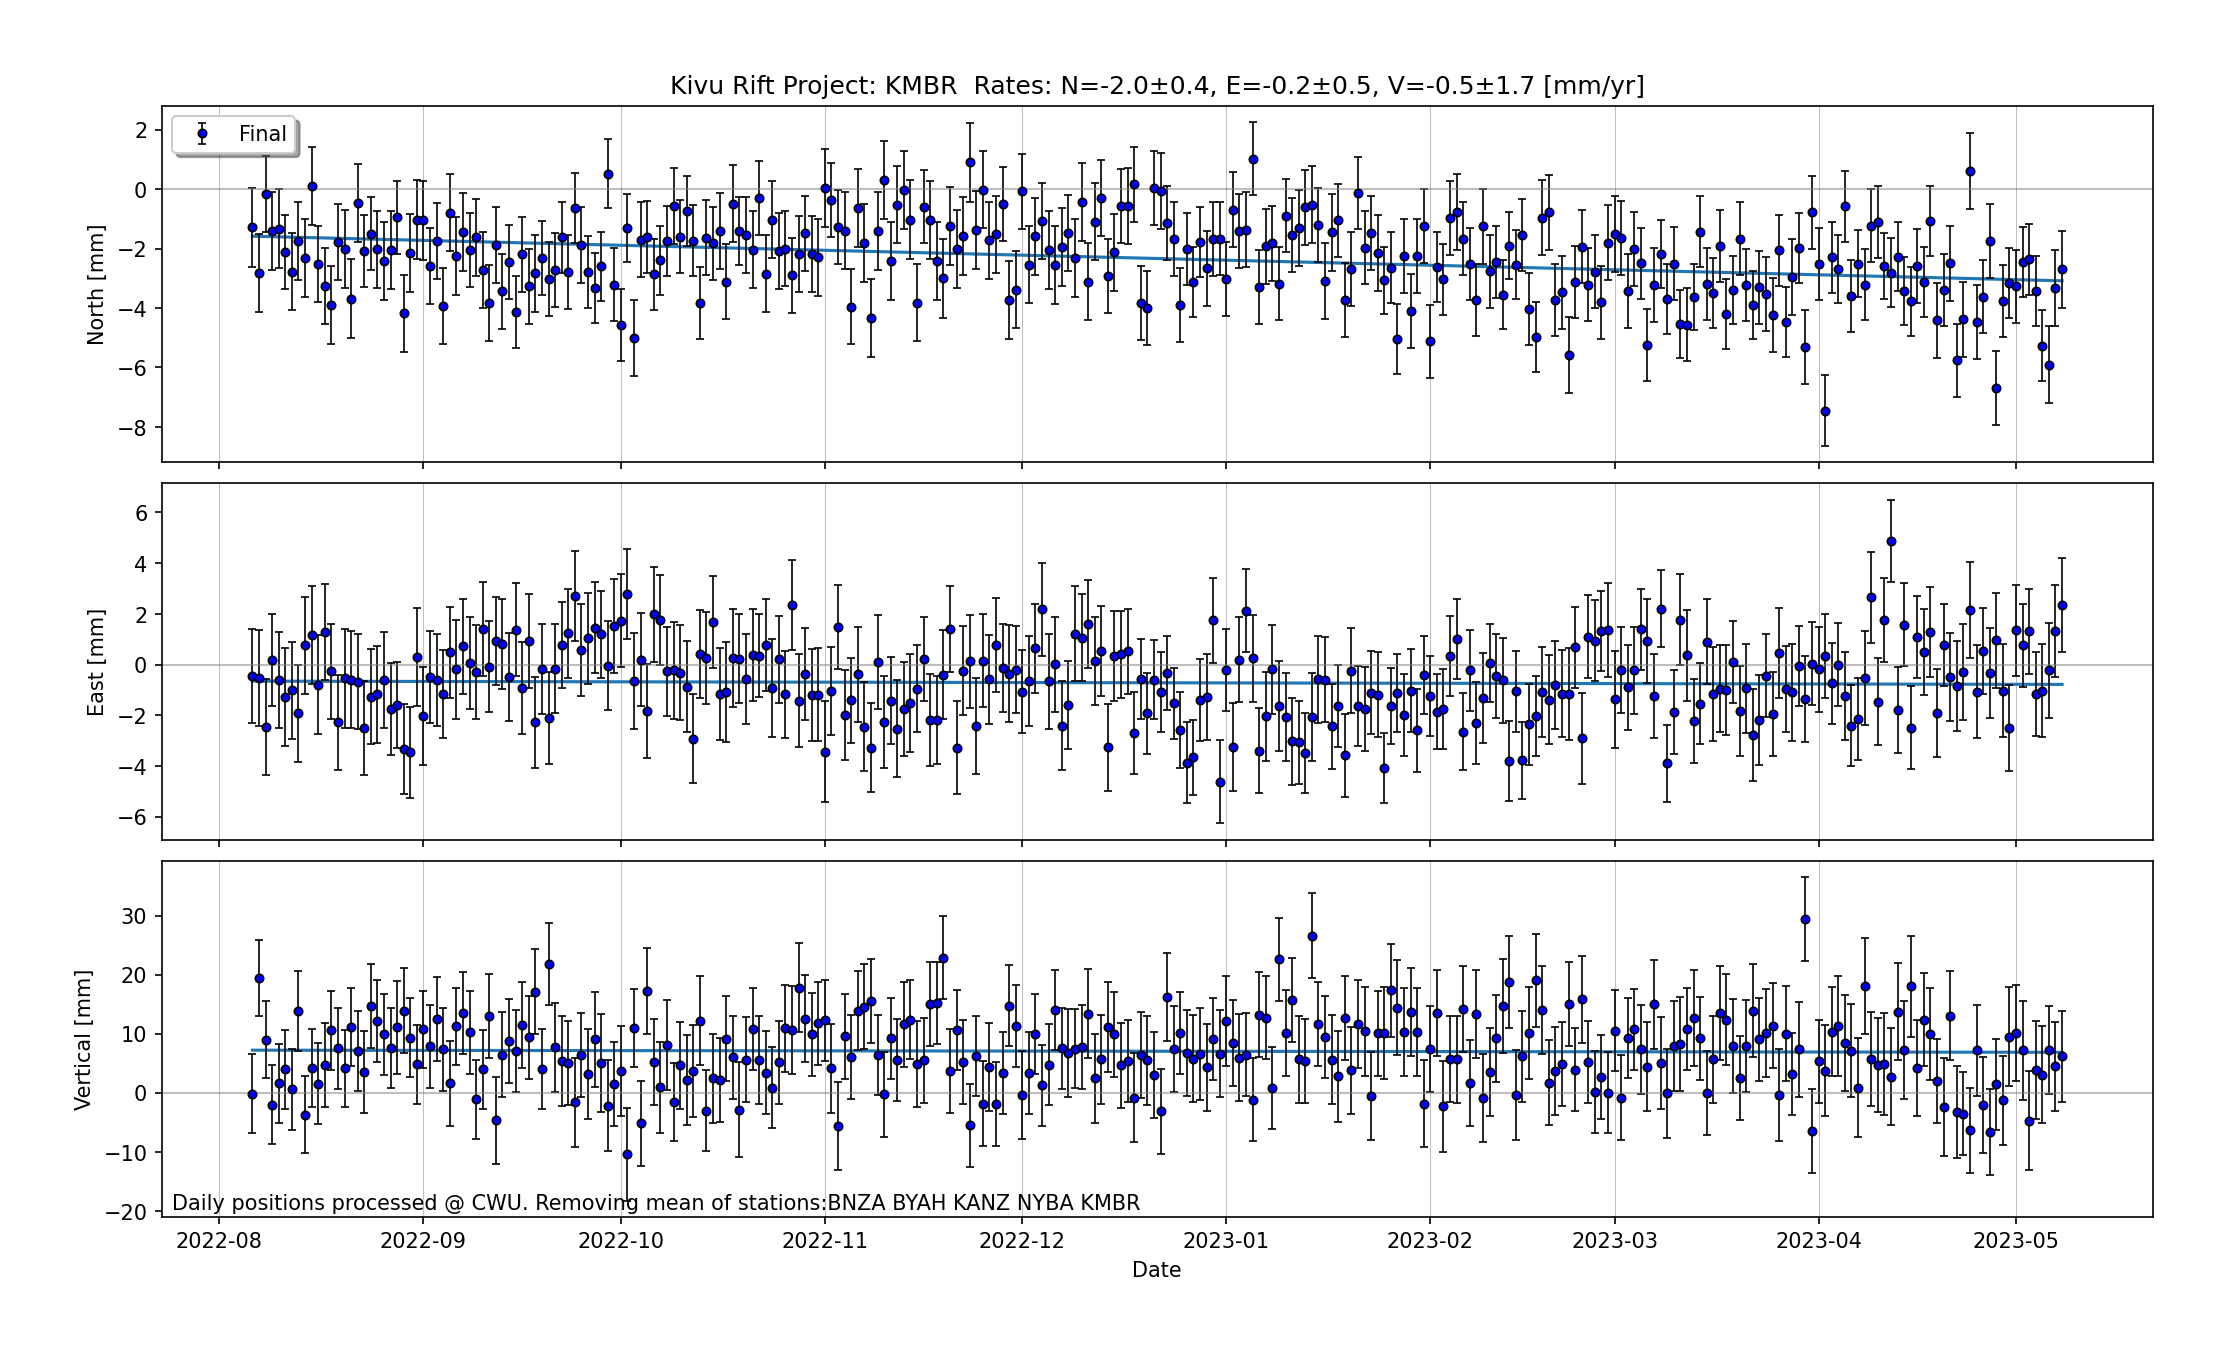 Kivu Rift Project: KMBR  Rates: N=-2.0±0.4, E=-0.2±0.5, V=-0.5±1.7 [mm/yr]
Final
North [mm]
2
0
−2
−4
−6
−8
East [mm]
6
4
2
0
−2
−4
−6
Vertical [mm]
30
20
10
0
−10
−20
Daily positions processed @ CWU. Removing mean of stations:BNZA BYAH KANZ NYBA KMBR
2022-08 2022-09 2022-10 2022-11 2022-12 2023-01 2023-02 2023-03 2023-04 2023-05
Date